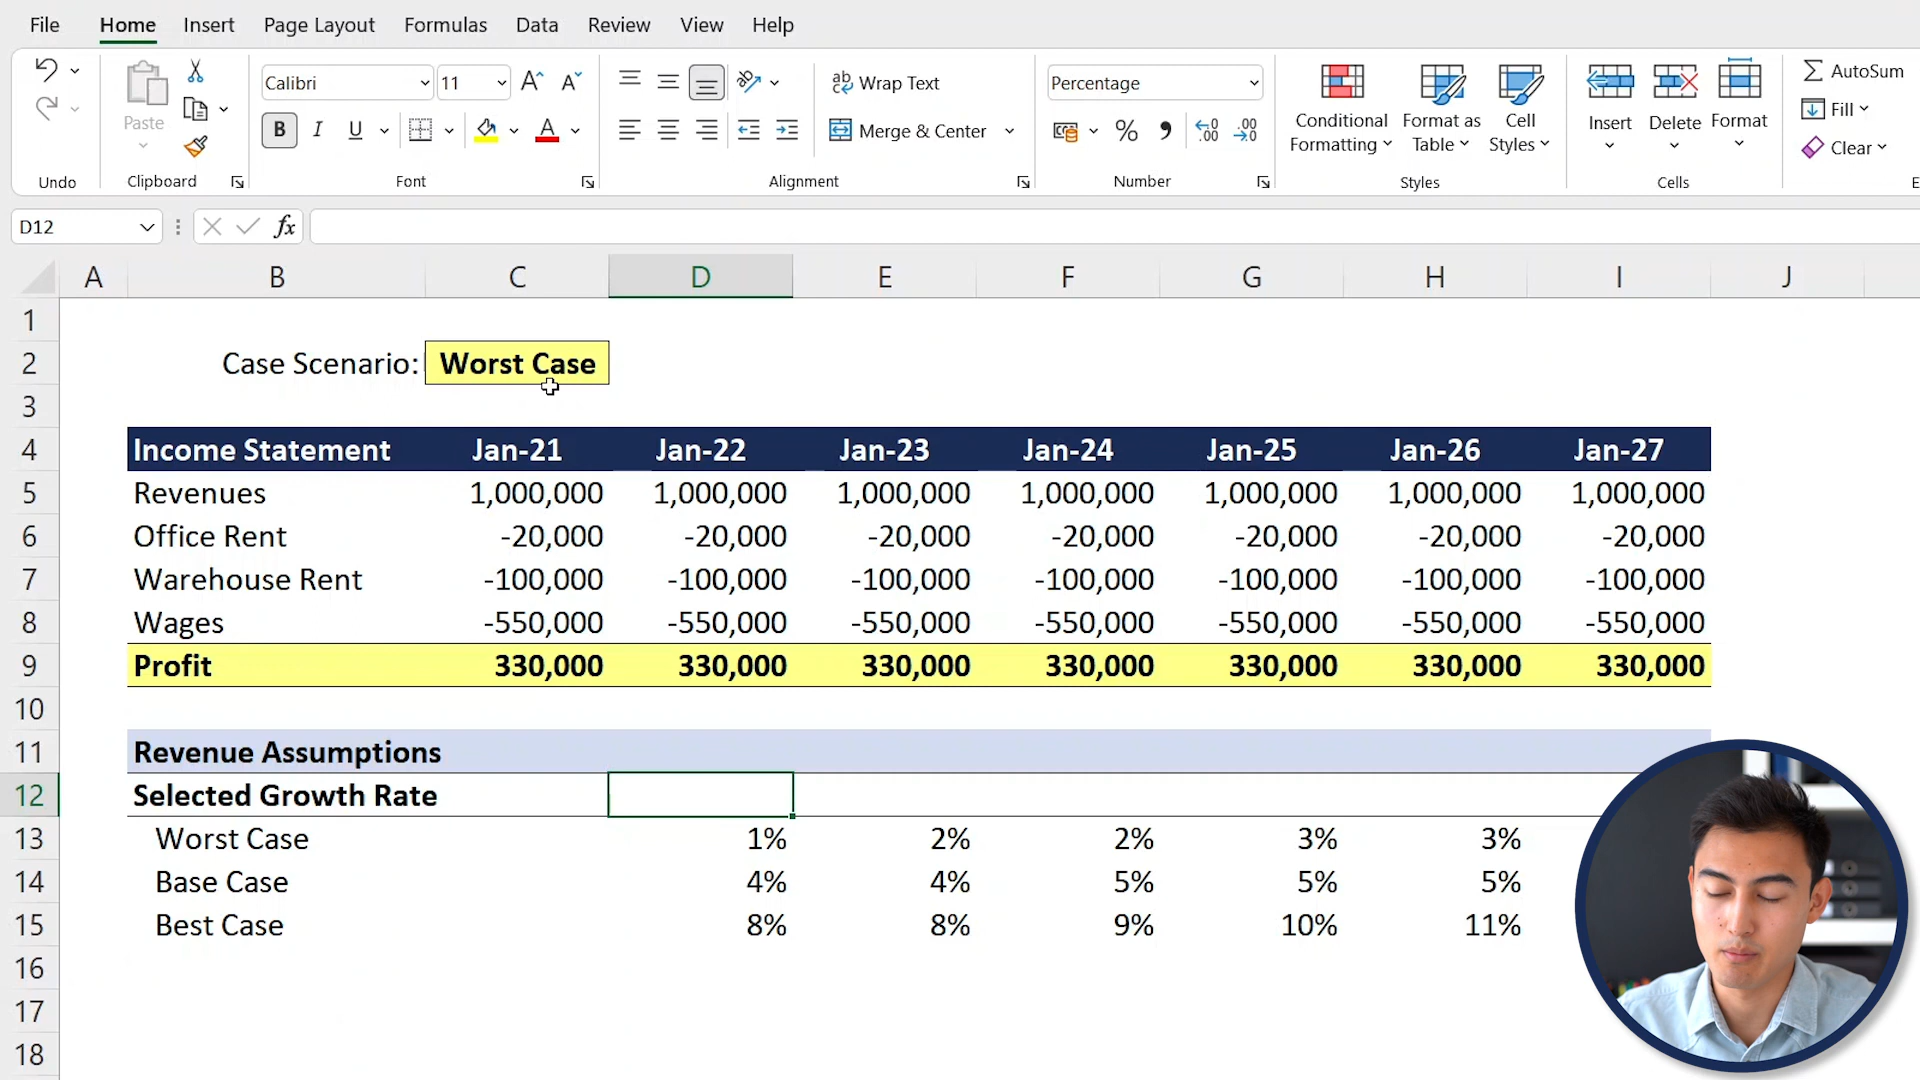 File Home Insert Page Layout Formulas Data Review View Help
Calibri 11 Wrap Text Percentage AutoSum
Paste B I U A Merge & Center % Conditional Formatting Format as Table Cell Styles Insert Delete Format Fill Clear
Undo Clipboard Font Alignment Number Styles Cells
D12 fx
A B C D E F G H I J
1
2 Case Scenario: Worst Case
3
4 Income Statement Jan-21 Jan-22 Jan-23 Jan-24 Jan-25 Jan-26 Jan-27
5 Revenues 1,000,000 1,000,000 1,000,000 1,000,000 1,000,000 1,000,000 1,000,000
6 Office Rent -20,000 -20,000 -20,000 -20,000 -20,000 -20,000 -20,000
7 Warehouse Rent -100,000 -100,000 -100,000 -100,000 -100,000 -100,000 -100,000
8 Wages -550,000 -550,000 -550,000 -550,000 -550,000 -550,000 -550,000
9 Profit 330,000 330,000 330,000 330,000 330,000 330,000 330,000
10
11 Revenue Assumptions
12 Selected Growth Rate
13 Worst Case 1% 2% 2% 3% 3%
14 Base Case 4% 4% 5% 5% 5%
15 Best Case 8% 8% 9% 10% 11%
16
17
18